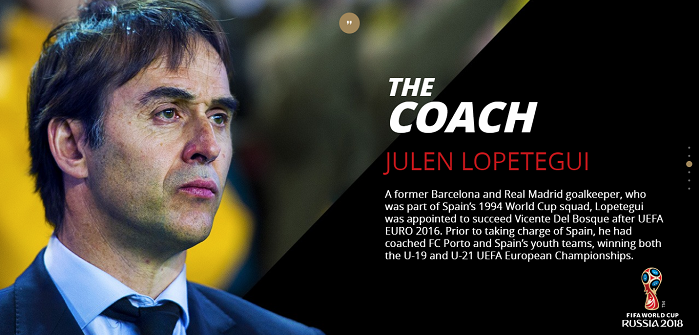 THE
COACH
JULEN LOPETEGUI
A former Barcelona and Real Madrid goalkeeper, who
was part of Spain's 1994 World Cup squad, Lopetegui
was appointed to succeed Vicente Del Bosque after UEFA
EURO 2016. Prior to taking charge of Spain, he had
coached FC Porto and Spain's youth teams, winning both
the U-19 and U-21 UEFA European Championships.
FIFA WORLD CUP
RUSSIA 2018